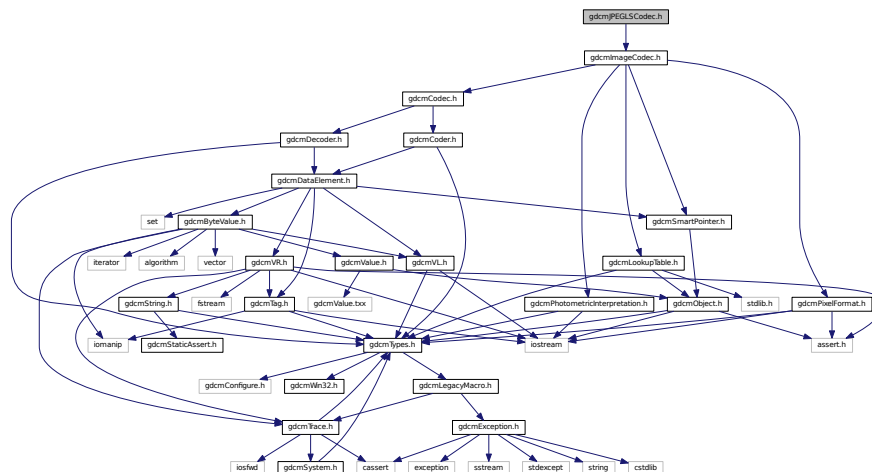 gdcmJPEGLSCodec.h
gdcmImageCodec.h
gdcmCodec.h
gdcmDecoder.h
gdcmCoder.h
gdcmDataElement.h
set
gdcmByteValue.h
gdcmSmartPointer.h
iterator
algorithm
vector
gdcmVR.h
gdcmValue.h
gdcmVL.h
gdcmLookupTable.h
gdcmString.h
fstream
gdcmTag.h
gdcmValue.txx
gdcmPhotometricInterpretation.h
gdcmObject.h
stdlib.h
gdcmPixelFormat.h
iomanip
gdcmStaticAssert.h
gdcmTypes.h
iostream
assert.h
gdcmConfigure.h
gdcmWin32.h
gdcmLegacyMacro.h
gdcmTrace.h
gdcmException.h
iosfwd
gdcmSystem.h
cassert
exception
sstream
stdexcept
string
cstdlib